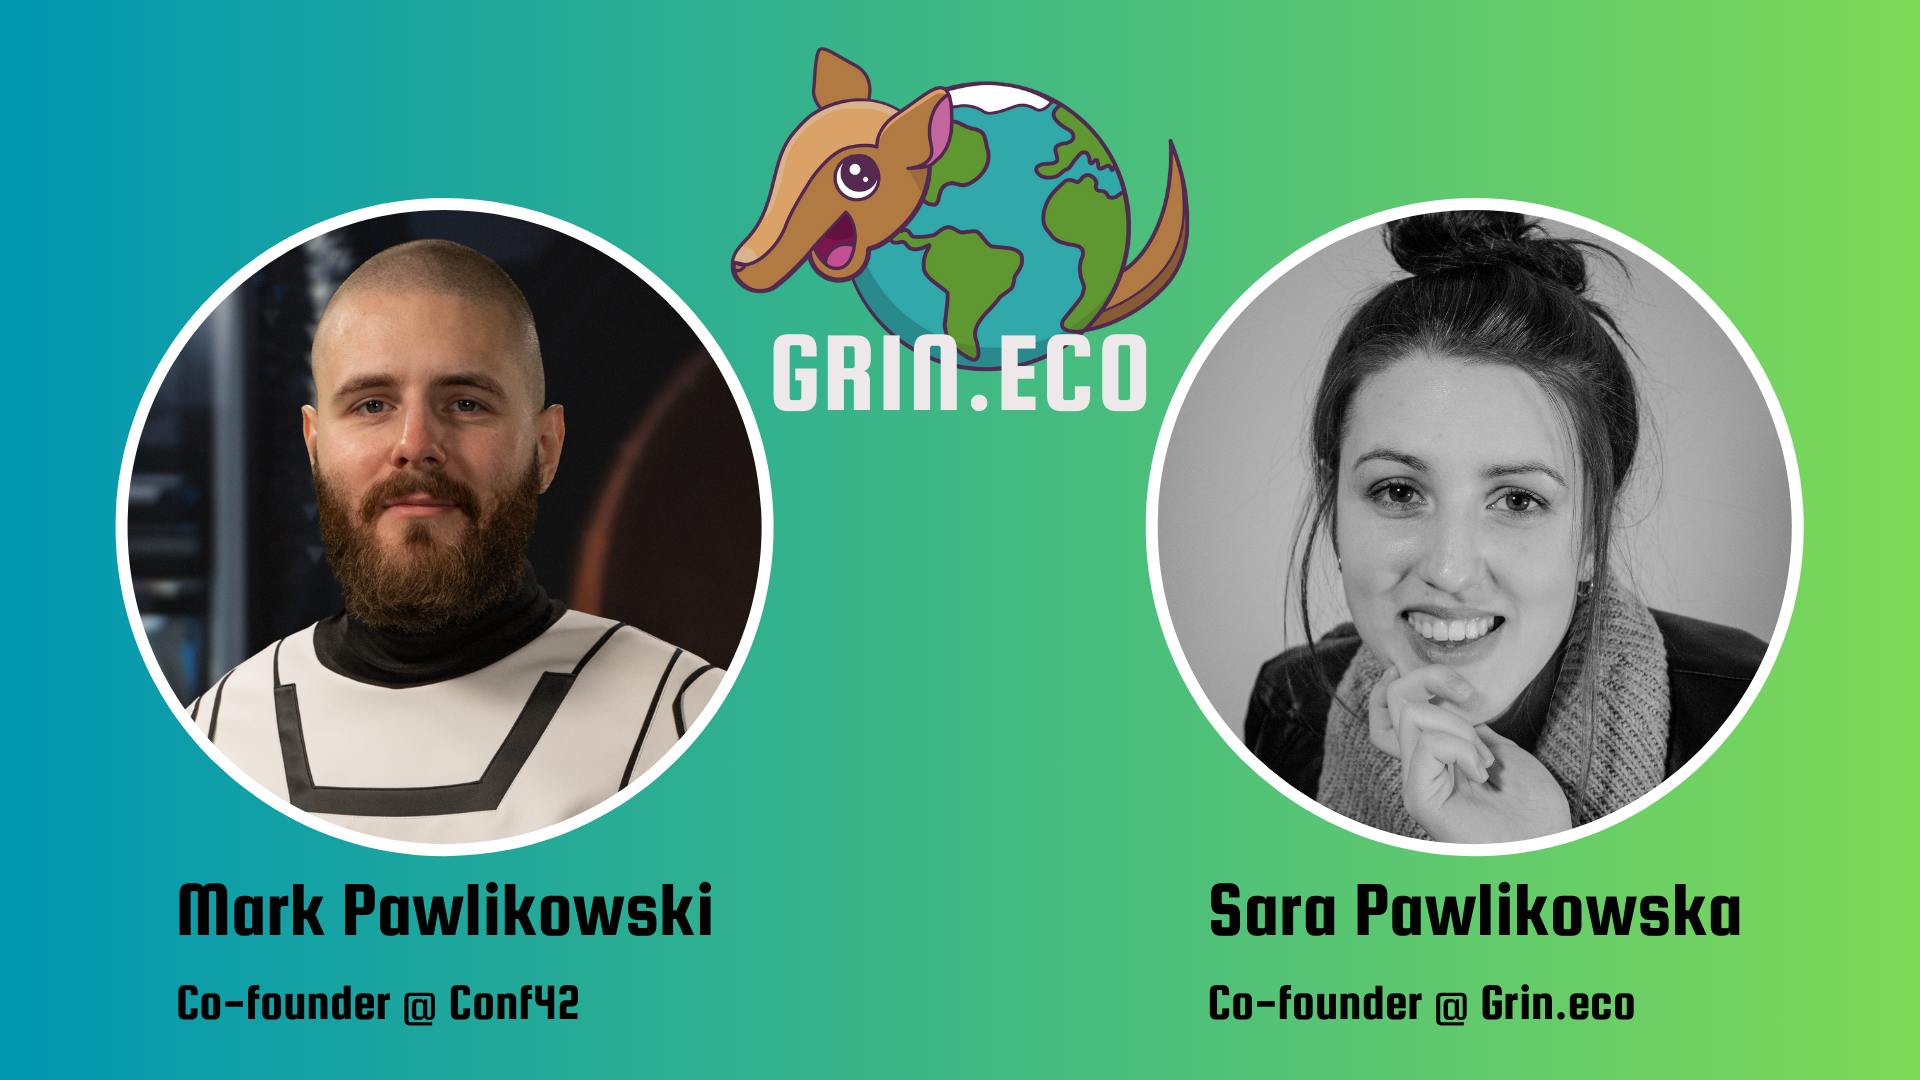 GRIN.ECO
Mark Pawlikowski
Co-founder @ Conf42
Sara Pawlikowska
Co-founder @ Grin.eco